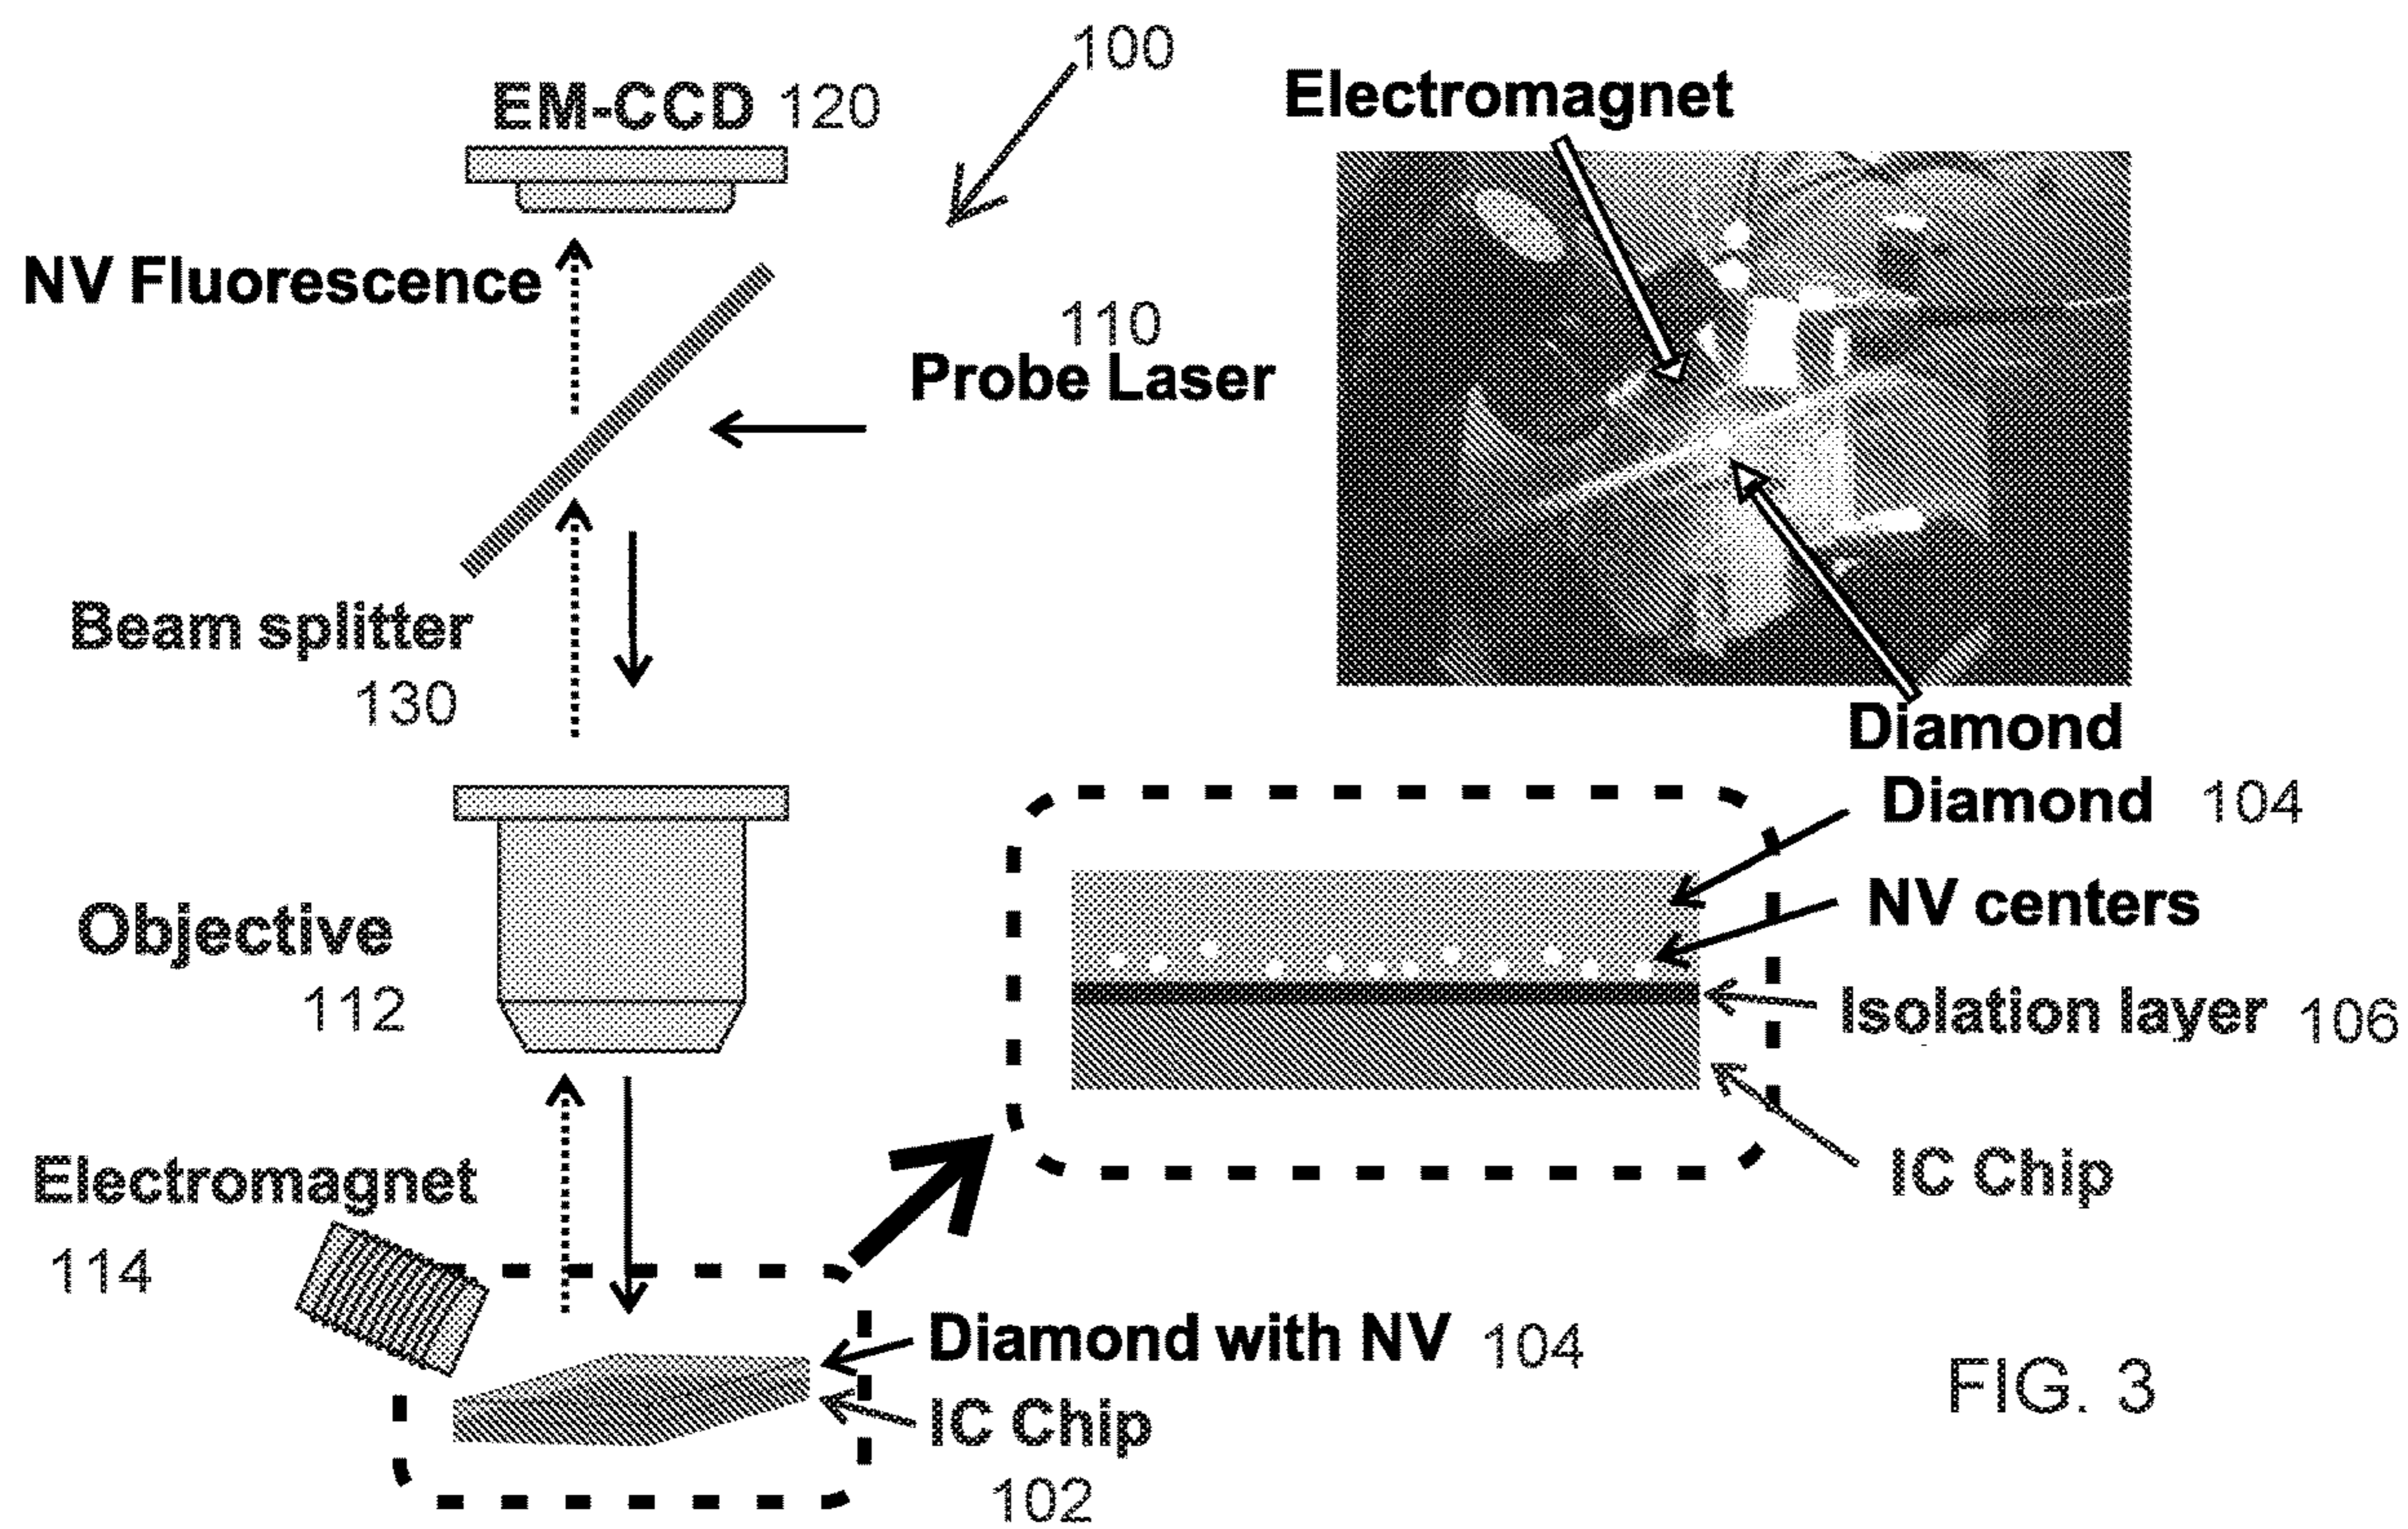 100
EM-CCD 120
Electromagnet
NV Fluorescence
110
Probe Laser
Beam splitter
130
Diamond
Diamond 104
NV centers
Isolation layer 106
IC Chip
Objective
112
Electromagnet
114
Diamond with NV 104
IC Chip
102
FIG. 3